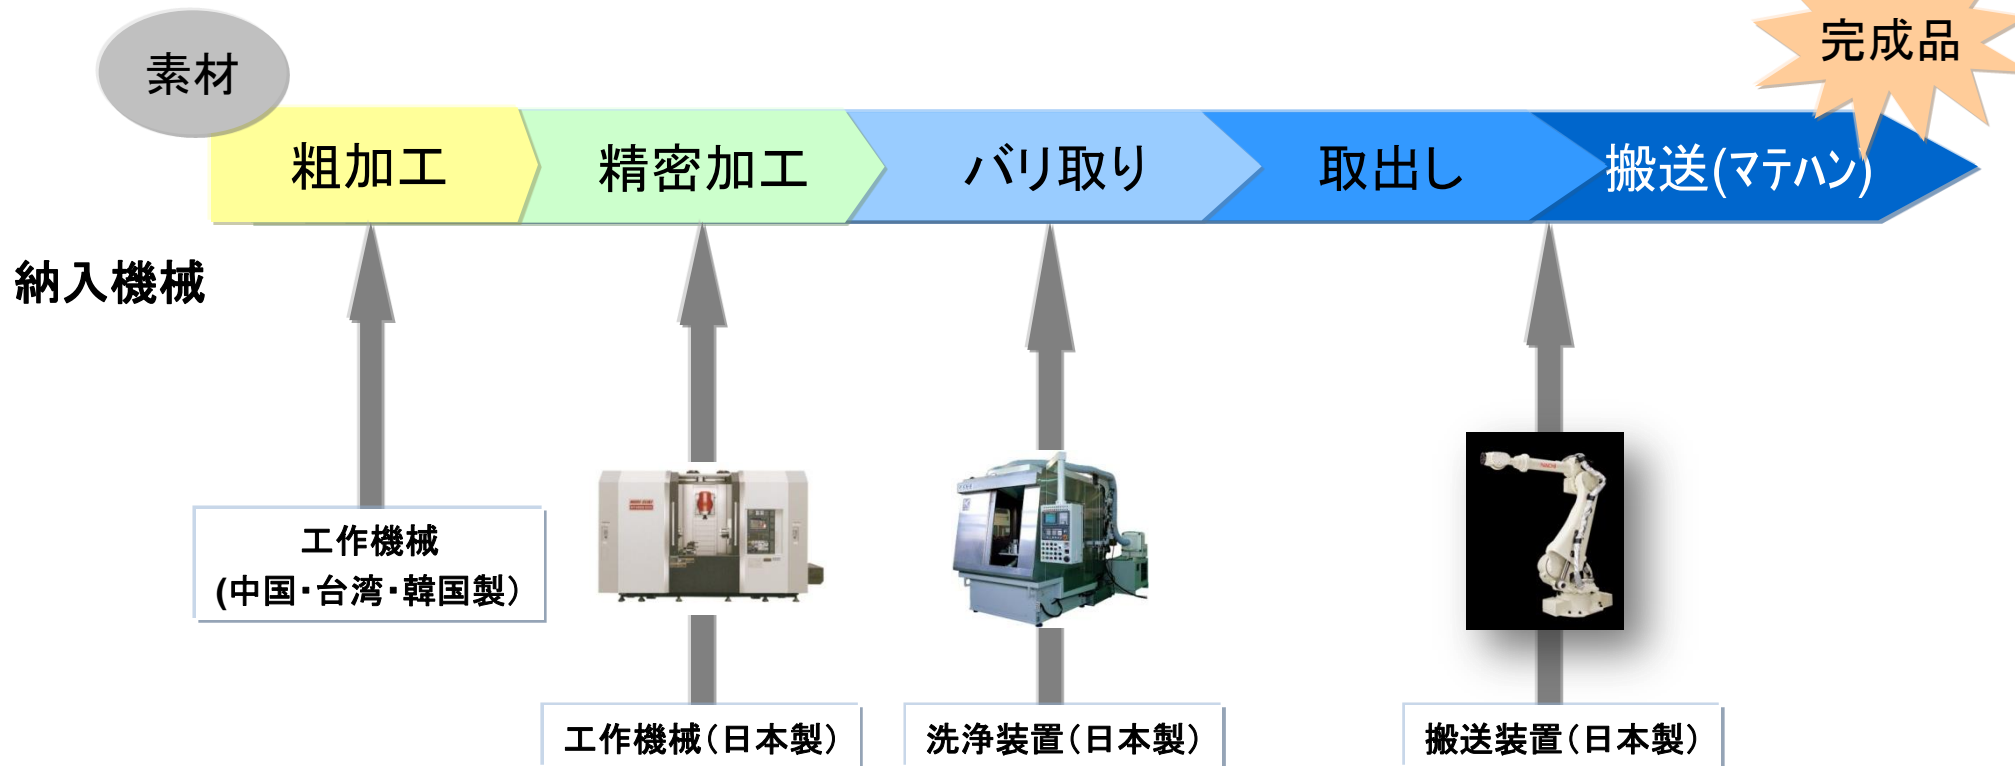 素材
完成品
粗加工
精密加工
バリ取り
取出し
搬送(ﾏﾃﾊﾝ)
納入機械
工作機械
(中国・台湾・韓国製）
工作機械（日本製）
洗浄装置（日本製）
搬送装置（日本製）